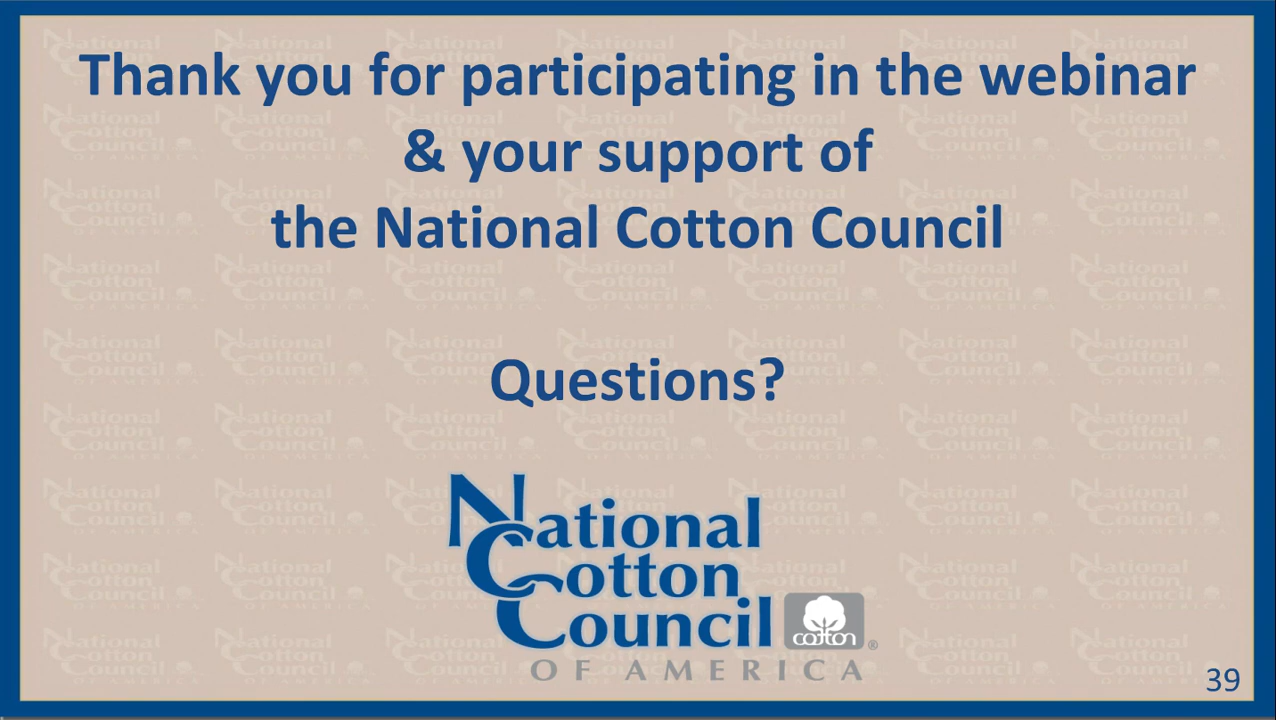 Thank you for participating in the webinar
& your support of
the National Cotton Council
Questions?
National
Cotton
Council
cotton
®
OF AMERICA
39